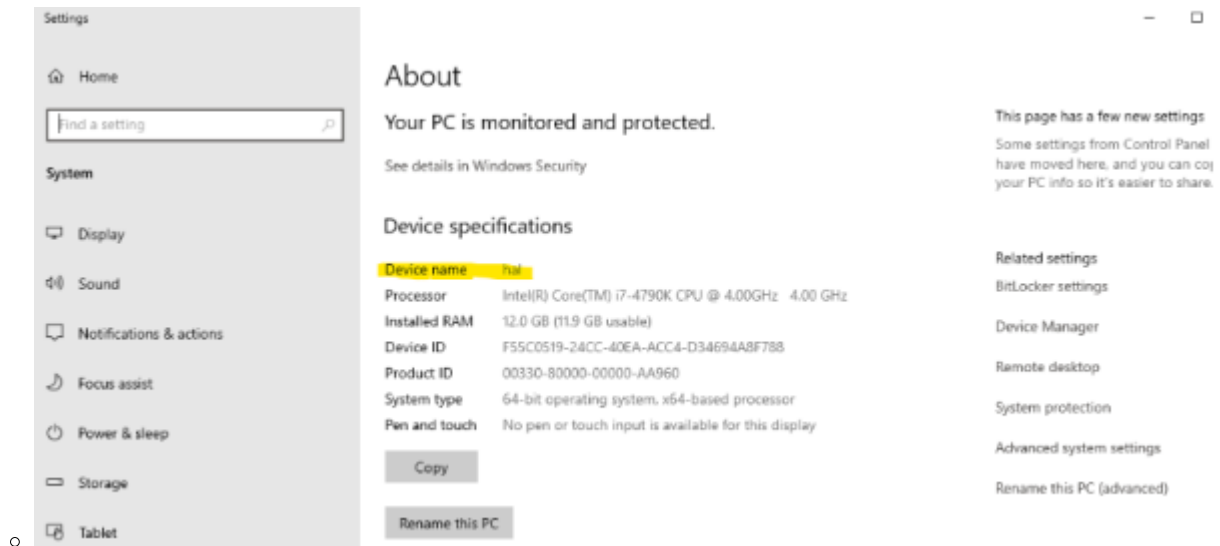 Settings
Home
Find a setting
System
Display
Sound
Notifications & actions
Focus assist
Power & sleep
Storage
Tablet
About
Your PC is monitored and protected.
See details in Windows Security
Device specifications
Device name hal
Processor Intel(R) Core(TM) i7-4790K CPU @ 4.00GHz 4.00 GHz
Installed RAM 12.0 GB (11.9 GB usable)
Device ID F55C0519-24CC-40EA-ACC4-D34694A8F788
Product ID 00330-80000-00000-AA960
System type 64-bit operating system, x64-based processor
Pen and touch No pen or touch input is available for this display
Copy
Rename this PC
This page has a few new settings
Some settings from Control Panel
have moved here, and you can cop
your PC info so it's easier to share.
Related settings
BitLocker settings
Device Manager
Remote desktop
System protection
Advanced system settings
Rename this PC (advanced)